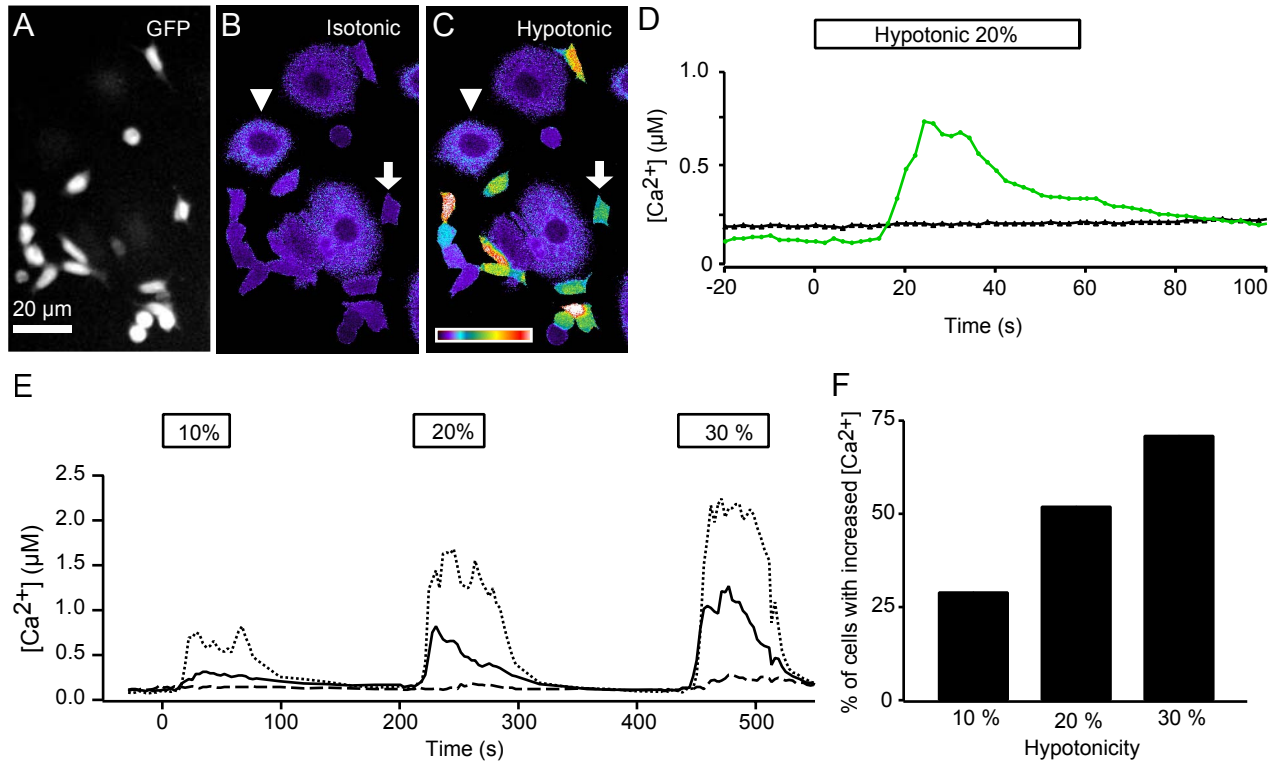 A
GFP
20 µm
B
Isotonic
C
Hypotonic
D
Hypotonic 20%
[Ca2+] (µM)
1.0
0.5
0
-20
0
20
40
60
80
100
Time (s)
E
10%
20%
30 %
[Ca2+] (µM)
2.5
2.0
1.5
1.0
0.5
0.0
0
100
200
300
400
500
Time (s)
F
% of cells with increased [Ca2+]
75
50
25
0
10 %
20 %
30 %
Hypotonicity